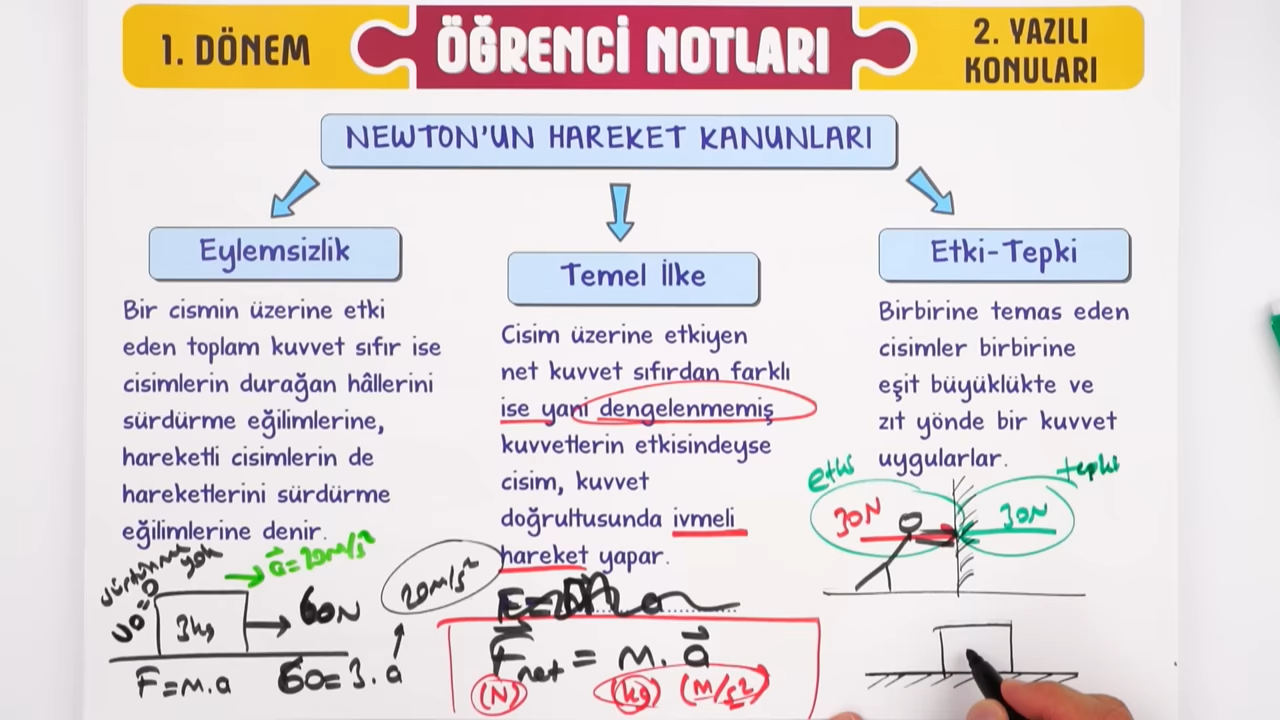 1. DÖNEM
ÖĞRENCİ NOTLARI
2. YAZILI
KONULARI
NEWTON'UN HAREKET KANUNLARI
Eylemsizlik
Bir cismin üzerine etki
eden toplam kuvvet sıfır ise
cisimlerin durağan hâllerini
sürdürme eğilimlerine,
hareketli cisimlerin de
hareketlerini sürdürme
eğilimlerine denir.
sürtünme yok
a=20m/s²
V0=0
3kg
60N
F=m.a
60=3.a
20m/s²
Temel İlke
Cisim üzerine etkiyen
net kuvvet sıfırdan farklı
ise yani dengelenmemiş
kuvvetlerin etkisindeyse
cisim, kuvvet
doğrultusunda ivmeli
hareket yapar.
Fnet = m.a
(N) (kg) (m/s²)
Etki-Tepki
Birbirine temas eden
cisimler birbirine
eşit büyüklükte ve
zıt yönde bir kuvvet
uygularlar.
etki
tepki
30N
30N